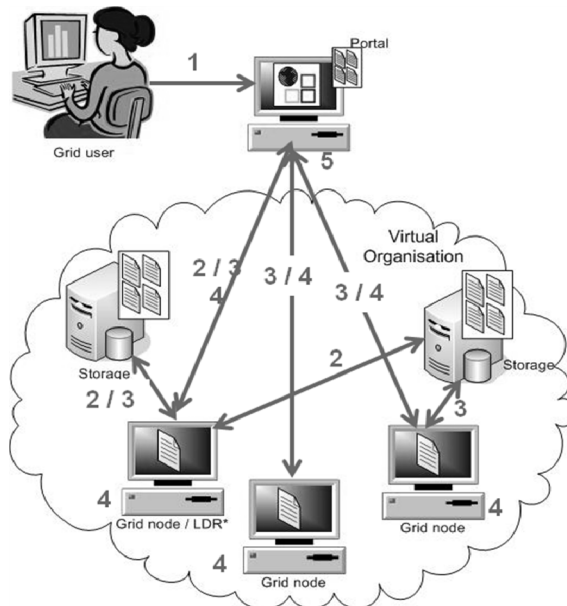 Portal
1
Grid user
5
Virtual
Organisation
2 / 3
4
3 / 4
3 / 4
2
Storage
Storage
2 / 3
3
4
Grid node / LDR*
4
Grid node
4
Grid node